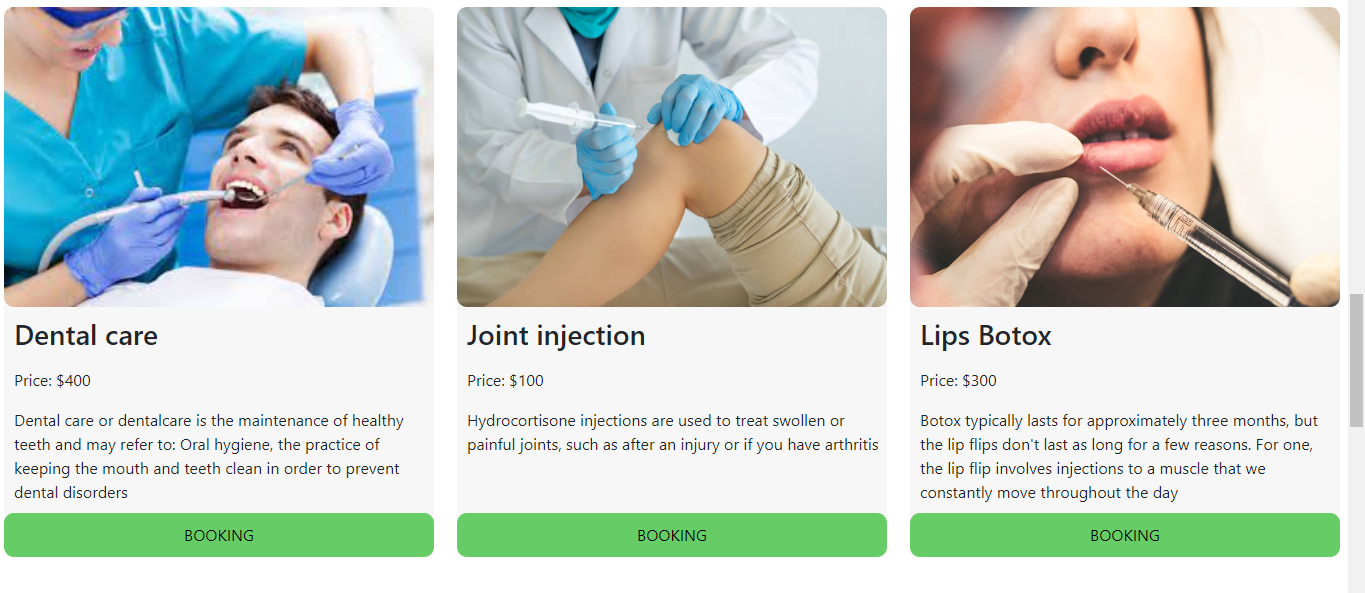 Dental care
Price: $400
Dental care or dentalcare is the maintenance of healthy
teeth and may refer to: Oral hygiene, the practice of
keeping the mouth and teeth clean in order to prevent
dental disorders
BOOKING
Joint injection
Price: $100
Hydrocortisone injections are used to treat swollen or
painful joints, such as after an injury or if you have arthritis
BOOKING
Lips Botox
Price: $300
Botox typically lasts for approximately three months, but
the lip flips don't last as long for a few reasons. For one,
the lip flip involves injections to a muscle that we
constantly move throughout the day
BOOKING